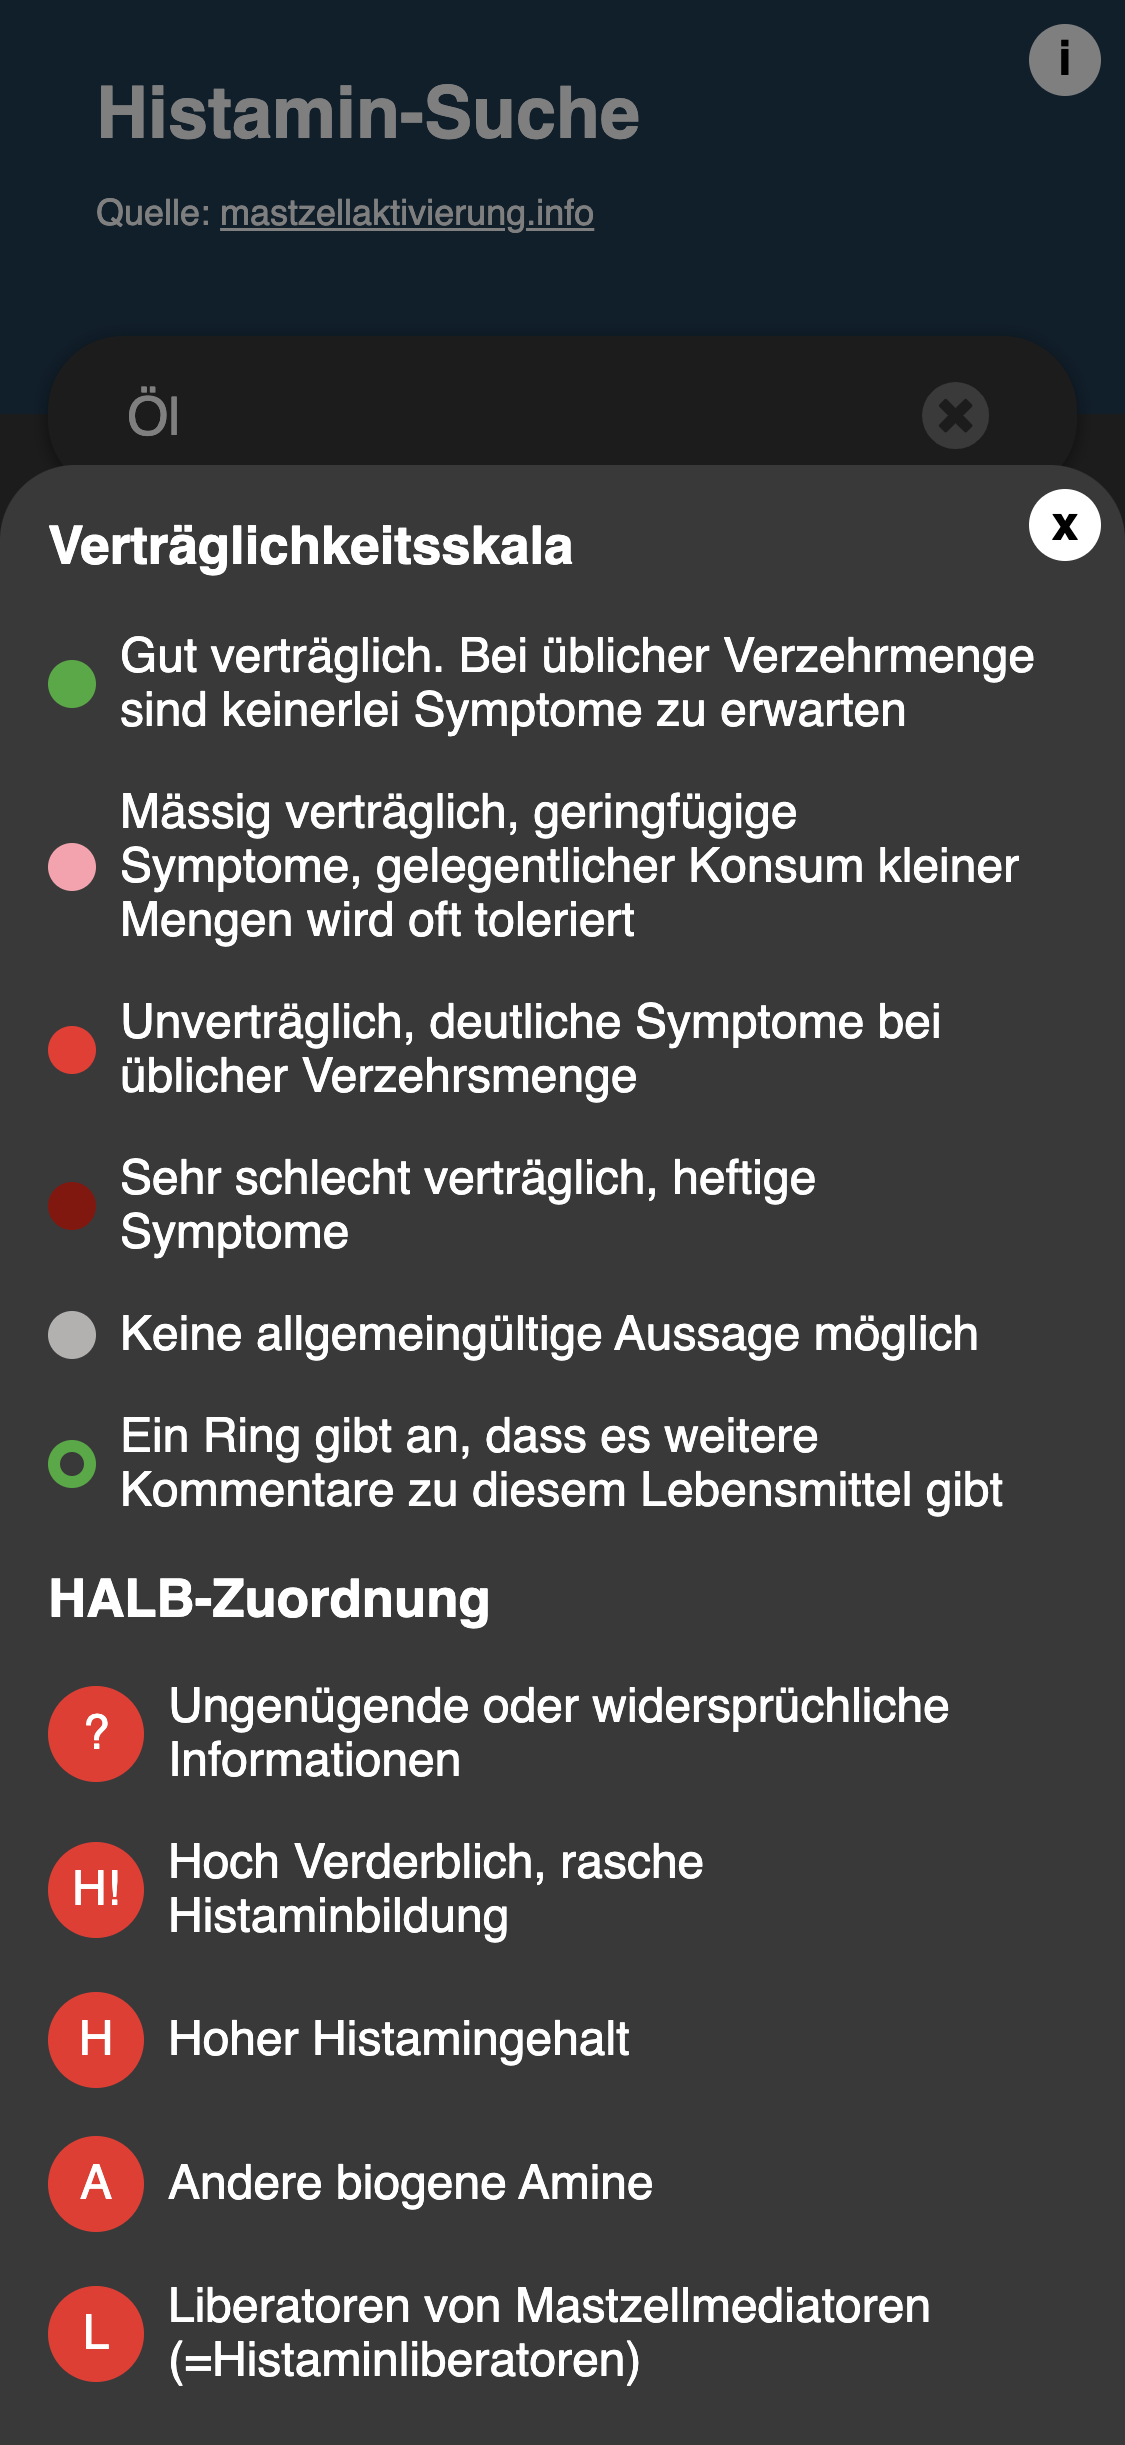 i
Histamin-Suche
Quelle: mastzellaktivierung.info
Öl
Verträglichkeitsskala
x
Gut verträglich. Bei üblicher Verzehrmenge
sind keinerlei Symptome zu erwarten
Mässig verträglich, geringfügige
Symptome, gelegentlicher Konsum kleiner
Mengen wird oft toleriert
Unverträglich, deutliche Symptome bei
üblicher Verzehrsmenge
Sehr schlecht verträglich, heftige
Symptome
Keine allgemeingültige Aussage möglich
Ein Ring gibt an, dass es weitere
Kommentare zu diesem Lebensmittel gibt
HALB-Zuordnung
? Ungenügende oder widersprüchliche
Informationen
H! Hoch Verderblich, rasche
Histaminbildung
H Hoher Histamingehalt
A Andere biogene Amine
L Liberatoren von Mastzellmediatoren
(=Histaminliberatoren)